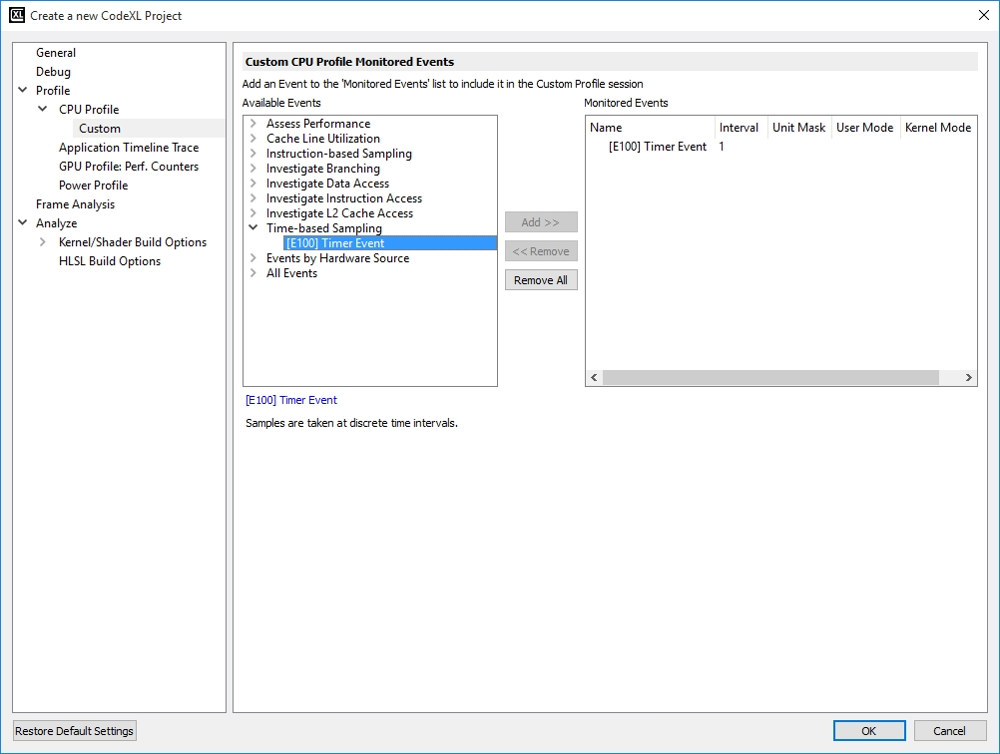 XL Create a new CodeXL Project
General
Debug
Profile
CPU Profile
Custom
Application Timeline Trace
GPU Profile: Perf. Counters
Power Profile
Frame Analysis
Analyze
Kernel/Shader Build Options
HLSL Build Options
Custom CPU Profile Monitored Events
Add an Event to the 'Monitored Events' list to include it in the Custom Profile session
Available Events
Assess Performance
Cache Line Utilization
Instruction-based Sampling
Investigate Branching
Investigate Data Access
Investigate Instruction Access
Investigate L2 Cache Access
Time-based Sampling
[E100] Timer Event
Events by Hardware Source
All Events
Add >>
<< Remove
Remove All
Monitored Events
Name Interval Unit Mask User Mode Kernel Mode
[E100] Timer Event 1
[E100] Timer Event
Samples are taken at discrete time intervals.
Restore Default Settings
OK
Cancel